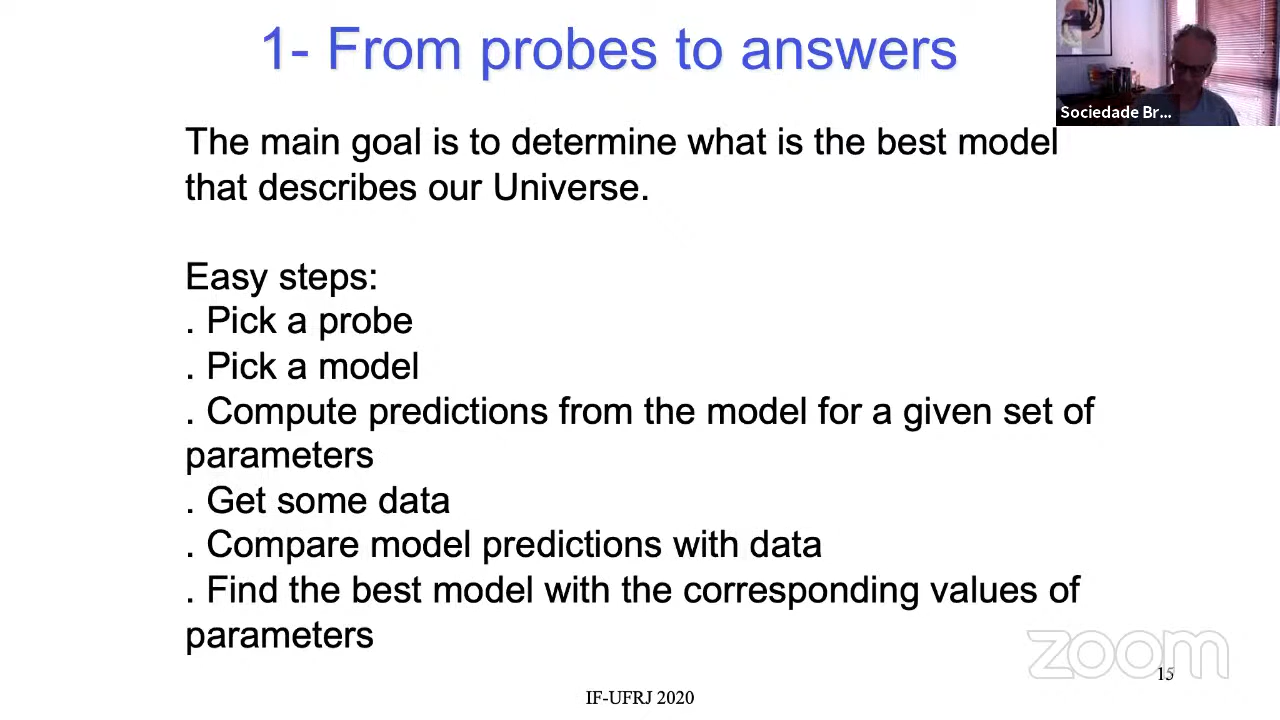 1- From probes to answers
Sociedade Br...
The main goal is to determine what is the best model
that describes our Universe.
Easy steps:
. Pick a probe
. Pick a model
. Compute predictions from the model for a given set of
parameters
. Get some data
. Compare model predictions with data
. Find the best model with the corresponding values of
parameters
zoom
15
IF-UFRJ 2020